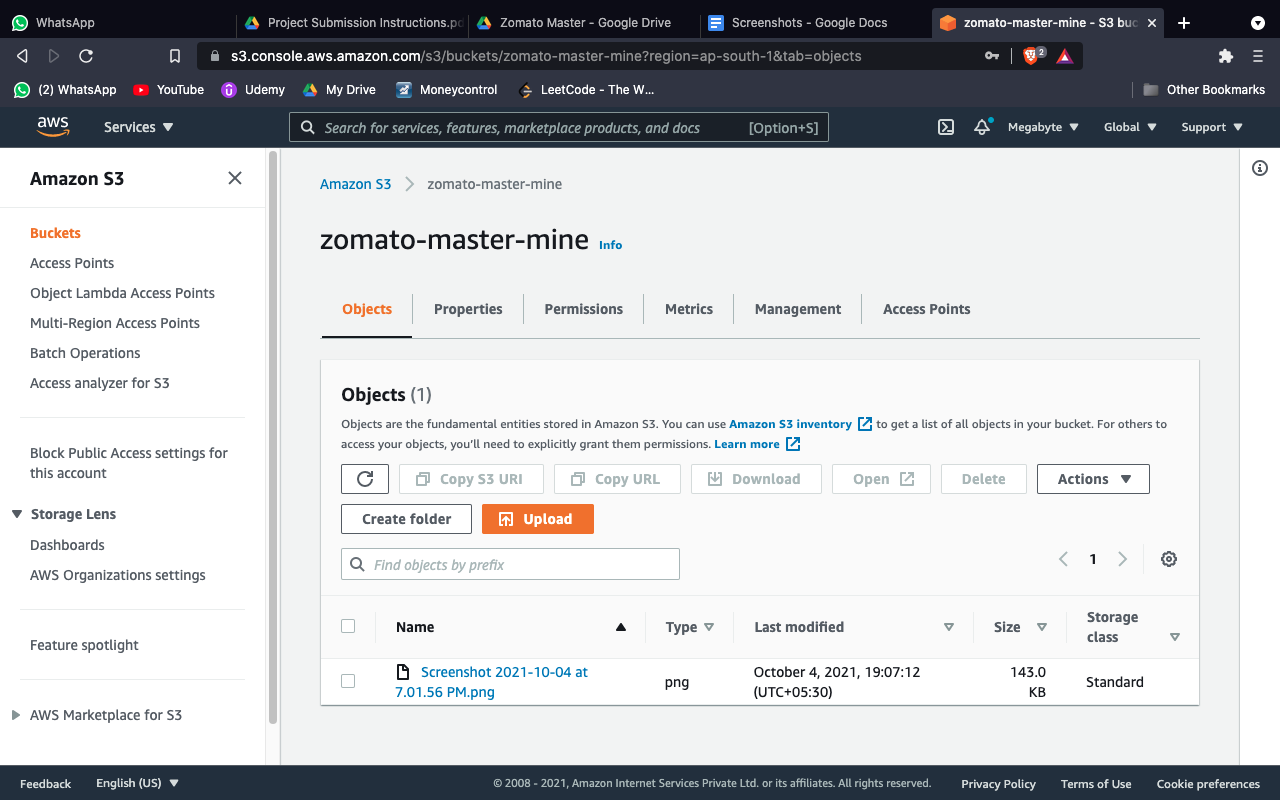 WhatsApp
Project Submission Instructions.pd
Zomato Master - Google Drive
Screenshots - Google Docs
zomato-master-mine - S3 buc
s3.console.aws.amazon.com/s3/buckets/zomato-master-mine?region=ap-south-1&tab=objects
2
(2) WhatsApp
YouTube
Udemy
My Drive
Moneycontrol
LeetCode - The W...
Other Bookmarks
aws
Services
Search for services, features, marketplace products, and docs [Option+S]
Megabyte
Global
Support
Amazon S3
Buckets
Access Points
Object Lambda Access Points
Multi-Region Access Points
Batch Operations
Access analyzer for S3
Block Public Access settings for
this account
Storage Lens
Dashboards
AWS Organizations settings
Feature spotlight
AWS Marketplace for S3
Amazon S3 zomato-master-mine
zomato-master-mine Info
Objects Properties Permissions Metrics Management Access Points
Objects (1)
Objects are the fundamental entities stored in Amazon S3. You can use Amazon S3 inventory to get a list of all objects in your bucket. For others to
access your objects, you'll need to explicitly grant them permissions. Learn more
Copy S3 URI Copy URL Download Open Delete Actions
Create folder Upload
Find objects by prefix
1
Name Type Last modified Size Storage
class
Screenshot 2021-10-04 at
7.01.56 PM.png
png
October 4, 2021, 19:07:12
(UTC+05:30)
143.0
KB
Standard
Feedback English (US) © 2008 - 2021, Amazon Internet Services Private Ltd. or its affiliates. All rights reserved. Privacy Policy Terms of Use Cookie preferences